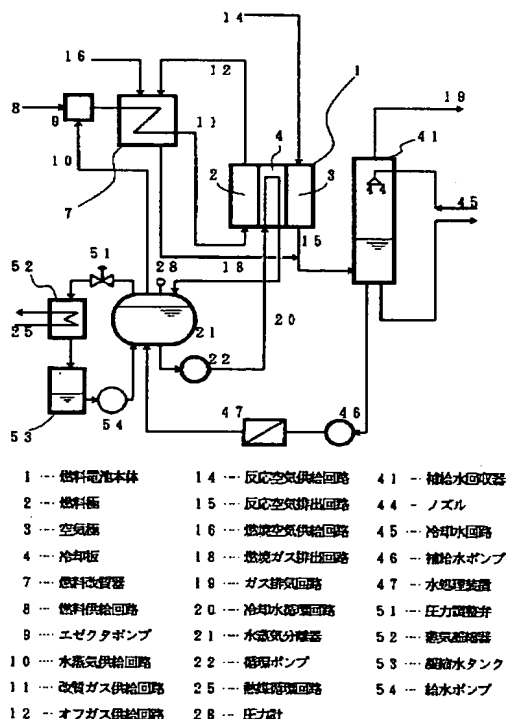 14
16
12
1
19
8
9
11
4
41
10
2
3
44
45
7
15
51
18
28
52
25
21
20
22
53
54
47
46
1 … 燃料電池本体
2 … 燃料極
3 … 空気極
4 … 冷却板
7 … 燃料改質器
8 … 燃料供給回路
9 … エゼクタポンプ
10 … 水蒸気供給回路
11 … 改質ガス供給回路
12 … オフガス供給回路
14 … 反応空気供給回路
15 … 反応空気排出回路
16 … 燃焼空気供給回路
18 … 燃焼ガス排出回路
19 … ガス排気回路
20 … 冷却水循環回路
21 … 水蒸気分離器
22 … 循環ポンプ
25 … 熱媒循環回路
28 … 圧力計
41 … 補給水回収器
44 … ノズル
45 … 冷却水回路
46 … 補給水ポンプ
47 … 水処理装置
51 … 圧力調整弁
52 … 蒸気凝縮器
53 … 凝縮水タンク
54 … 給水ポンプ